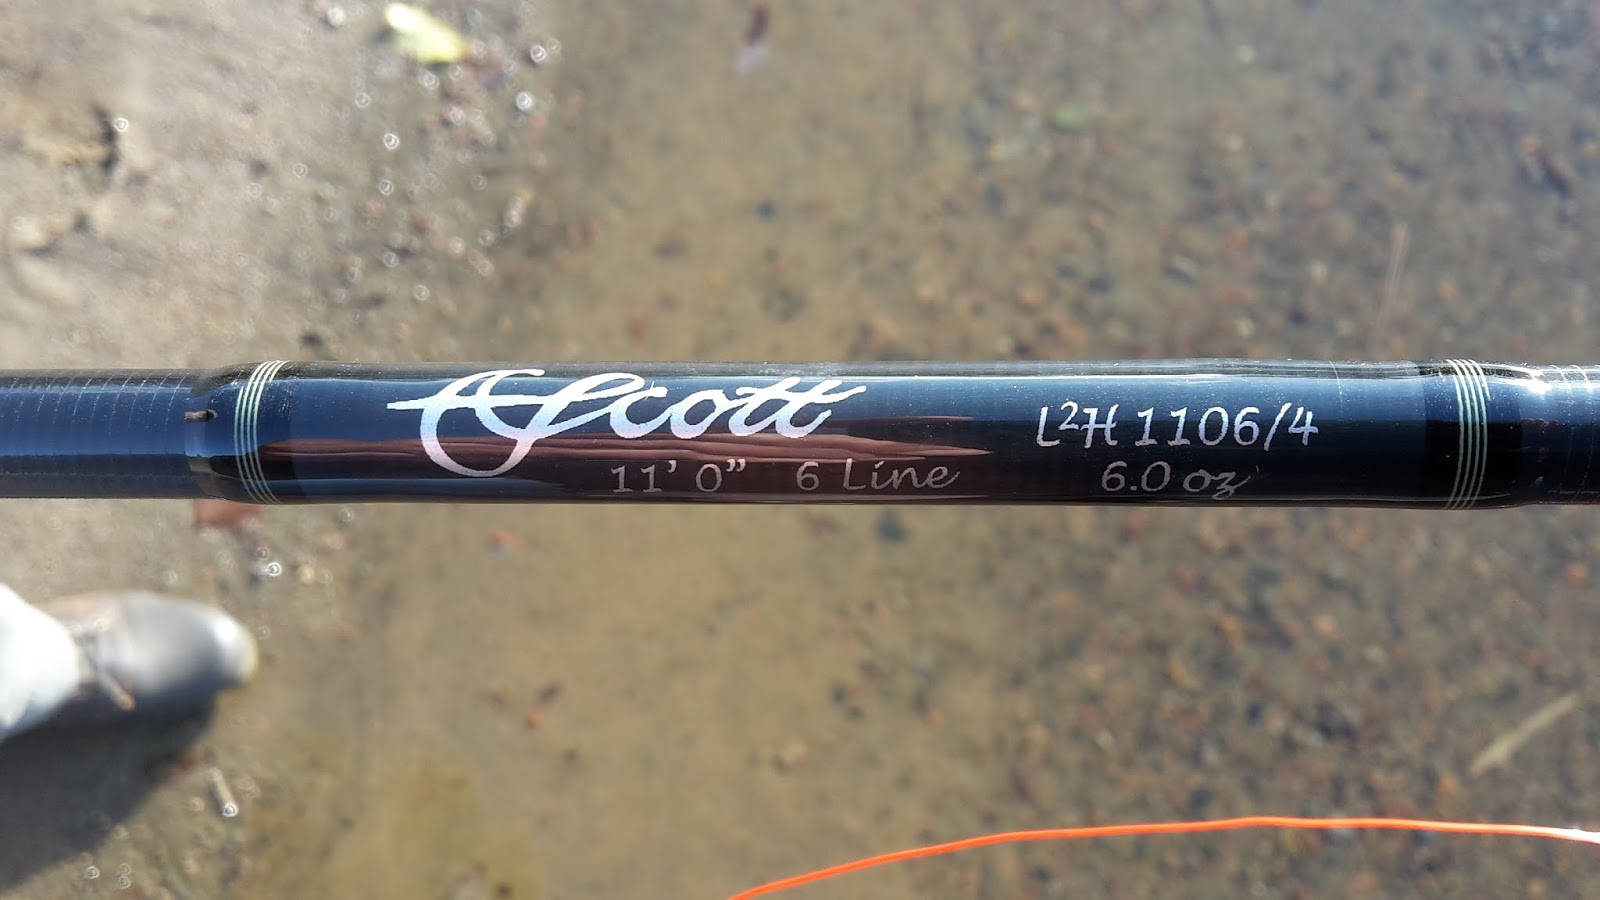 Scott
L²H 1106/4
11' 0" 6 Line
6.0 oz